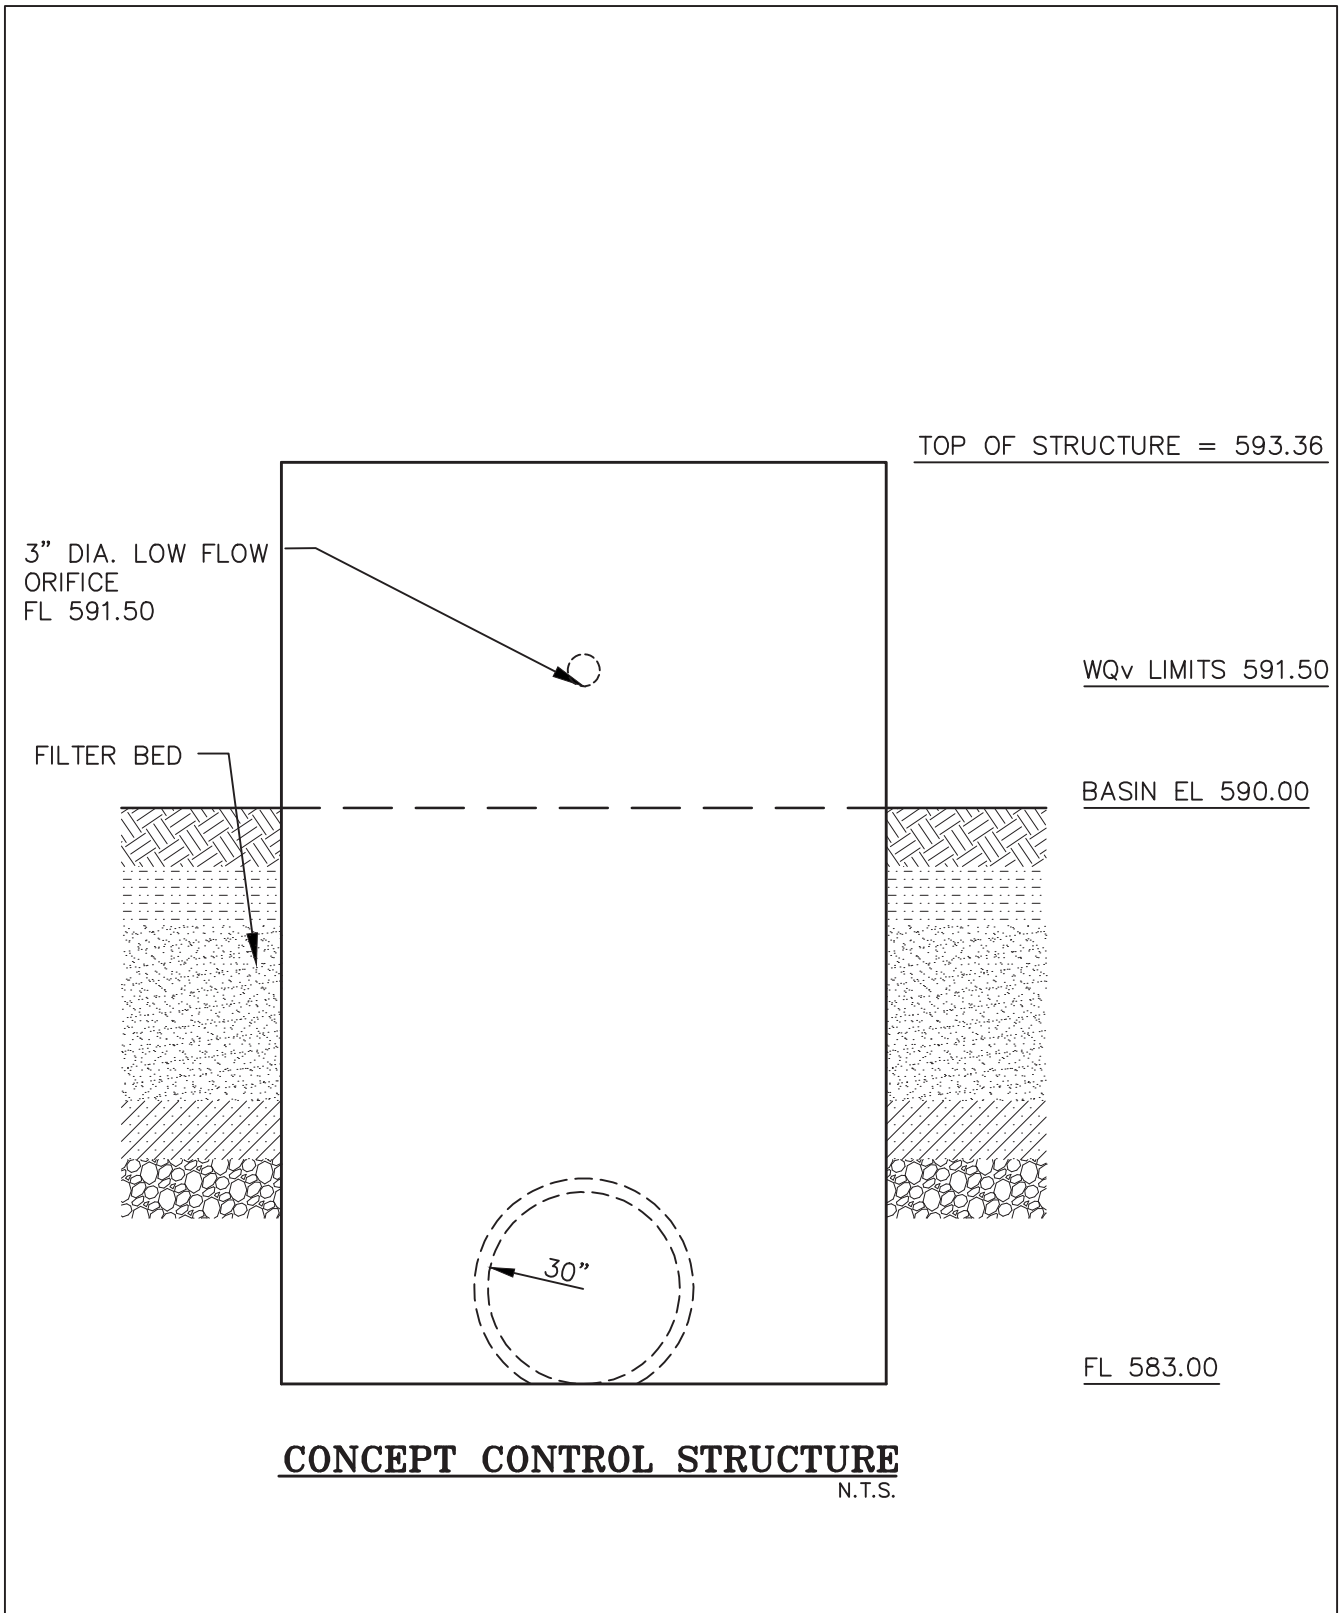 TOP OF STRUCTURE = 593.36
3" DIA. LOW FLOW
ORIFICE
FL 591.50
WQv LIMITS 591.50
FILTER BED
BASIN EL 590.00
30"
FL 583.00
CONCEPT CONTROL STRUCTURE
N.T.S.